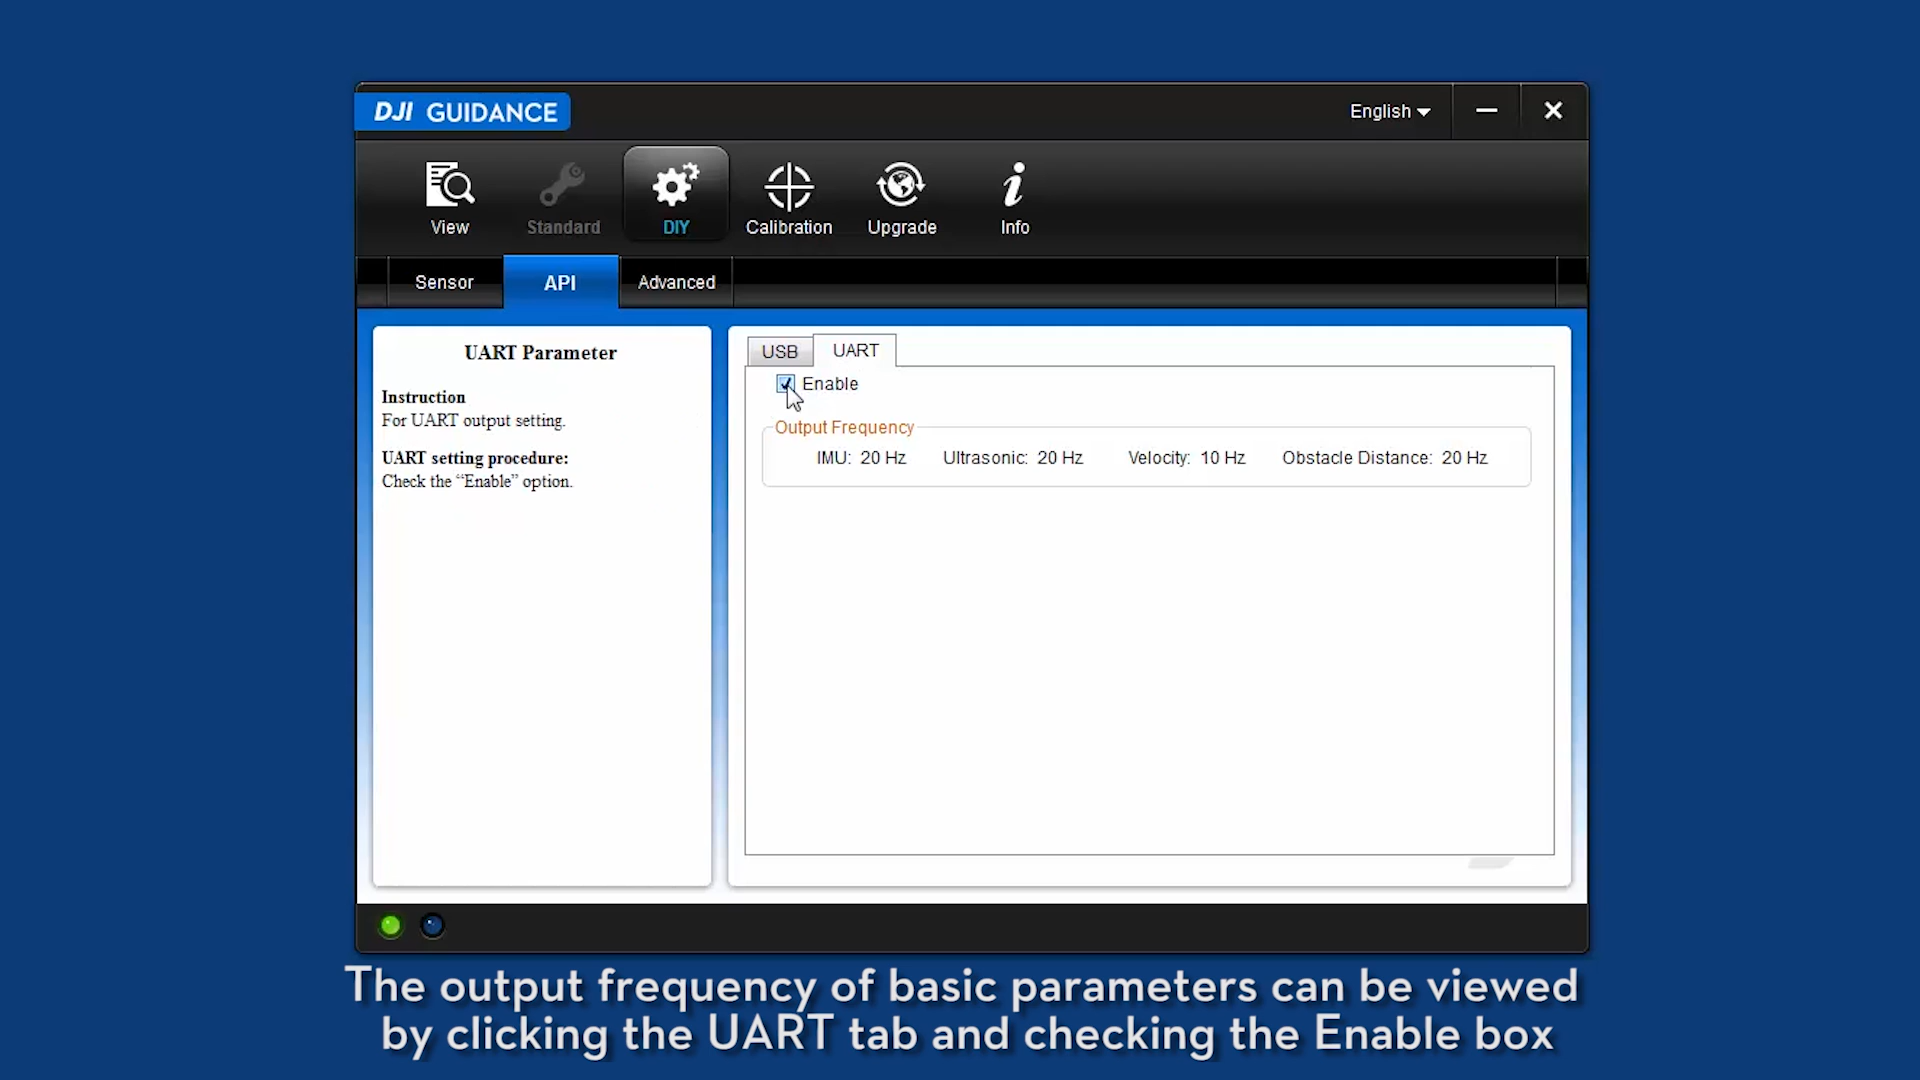 DJI GUIDANCE
English
View
Standard
DIY
Calibration
Upgrade
Info
Sensor
API
Advanced
UART Parameter
Instruction
For UART output setting.
UART setting procedure:
Check the “Enable” option.
USB
UART
Enable
Output Frequency
IMU: 20 Hz Ultrasonic: 20 Hz Velocity: 10 Hz Obstacle Distance: 20 Hz
The output frequency of basic parameters can be viewed
by clicking the UART tab and checking the Enable box